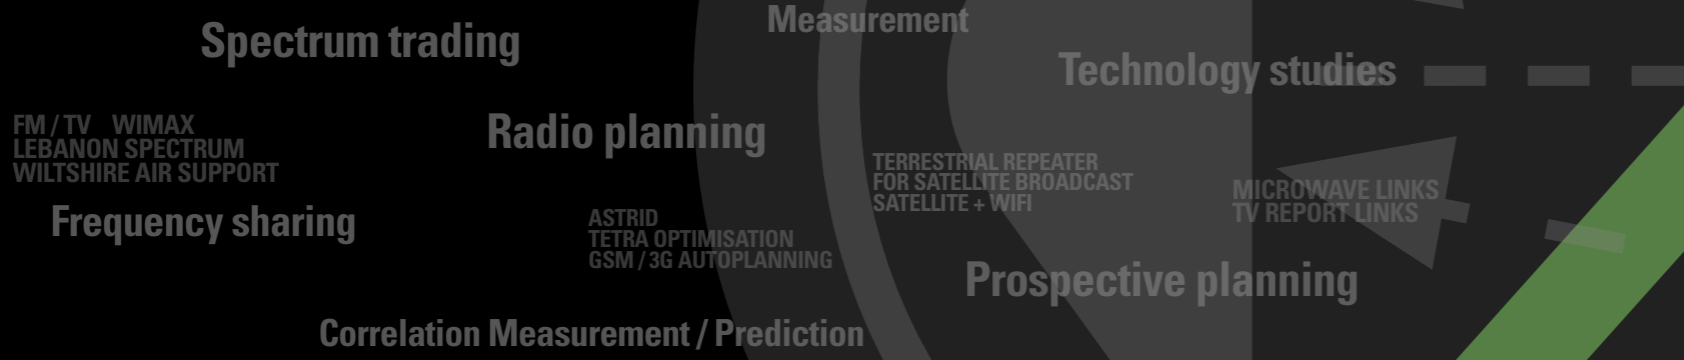 Measurement
Spectrum trading
Technology studies
FM / TV WIMAX
LEBANON SPECTRUM
WILTSHIRE AIR SUPPORT
Radio planning
TERRESTRIAL REPEATER
FOR SATELLITE BROADCAST
SATELLITE + WIFI
MICROWAVE LINKS
TV REPORT LINKS
Frequency sharing
ASTRID
TETRA OPTIMISATION
GSM / 3G AUTOPLANNING
Prospective planning
Correlation Measurement / Prediction